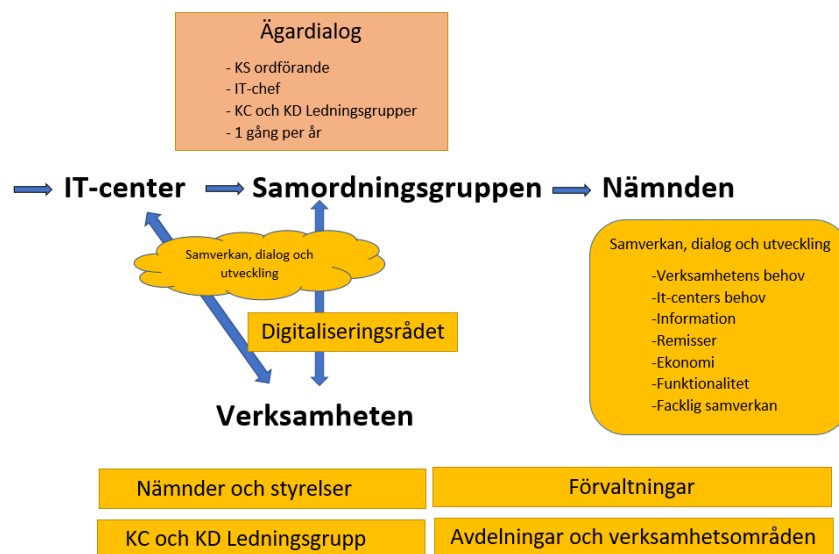 Ägardialog
- KS ordförande
- IT-chef
- KC och KD Ledningsgrupper
- 1 gång per år
IT-center
Samordningsgruppen
Nämnden
Samverkan, dialog och
utveckling
Samverkan, dialog och utveckling
-Verksamhetens behov
-It-centers behov
-Information
-Remisser
-Ekonomi
-Funktionalitet
-Facklig samverkan
Digitaliseringsrådet
Verksamheten
Nämnder och styrelser
Förvaltningar
KC och KD Ledningsgrupp
Avdelningar och verksamhetsområden